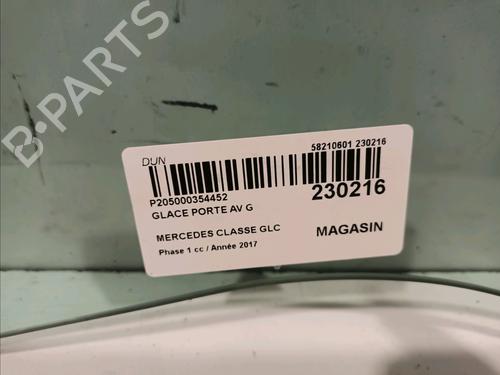 DUN
58210601 230216
P205000354452
230216
GLACE PORTE AV G
MERCEDES CLASSE GLC
MAGASIN
Phase 1 cc / Année 2017
B-PARTS